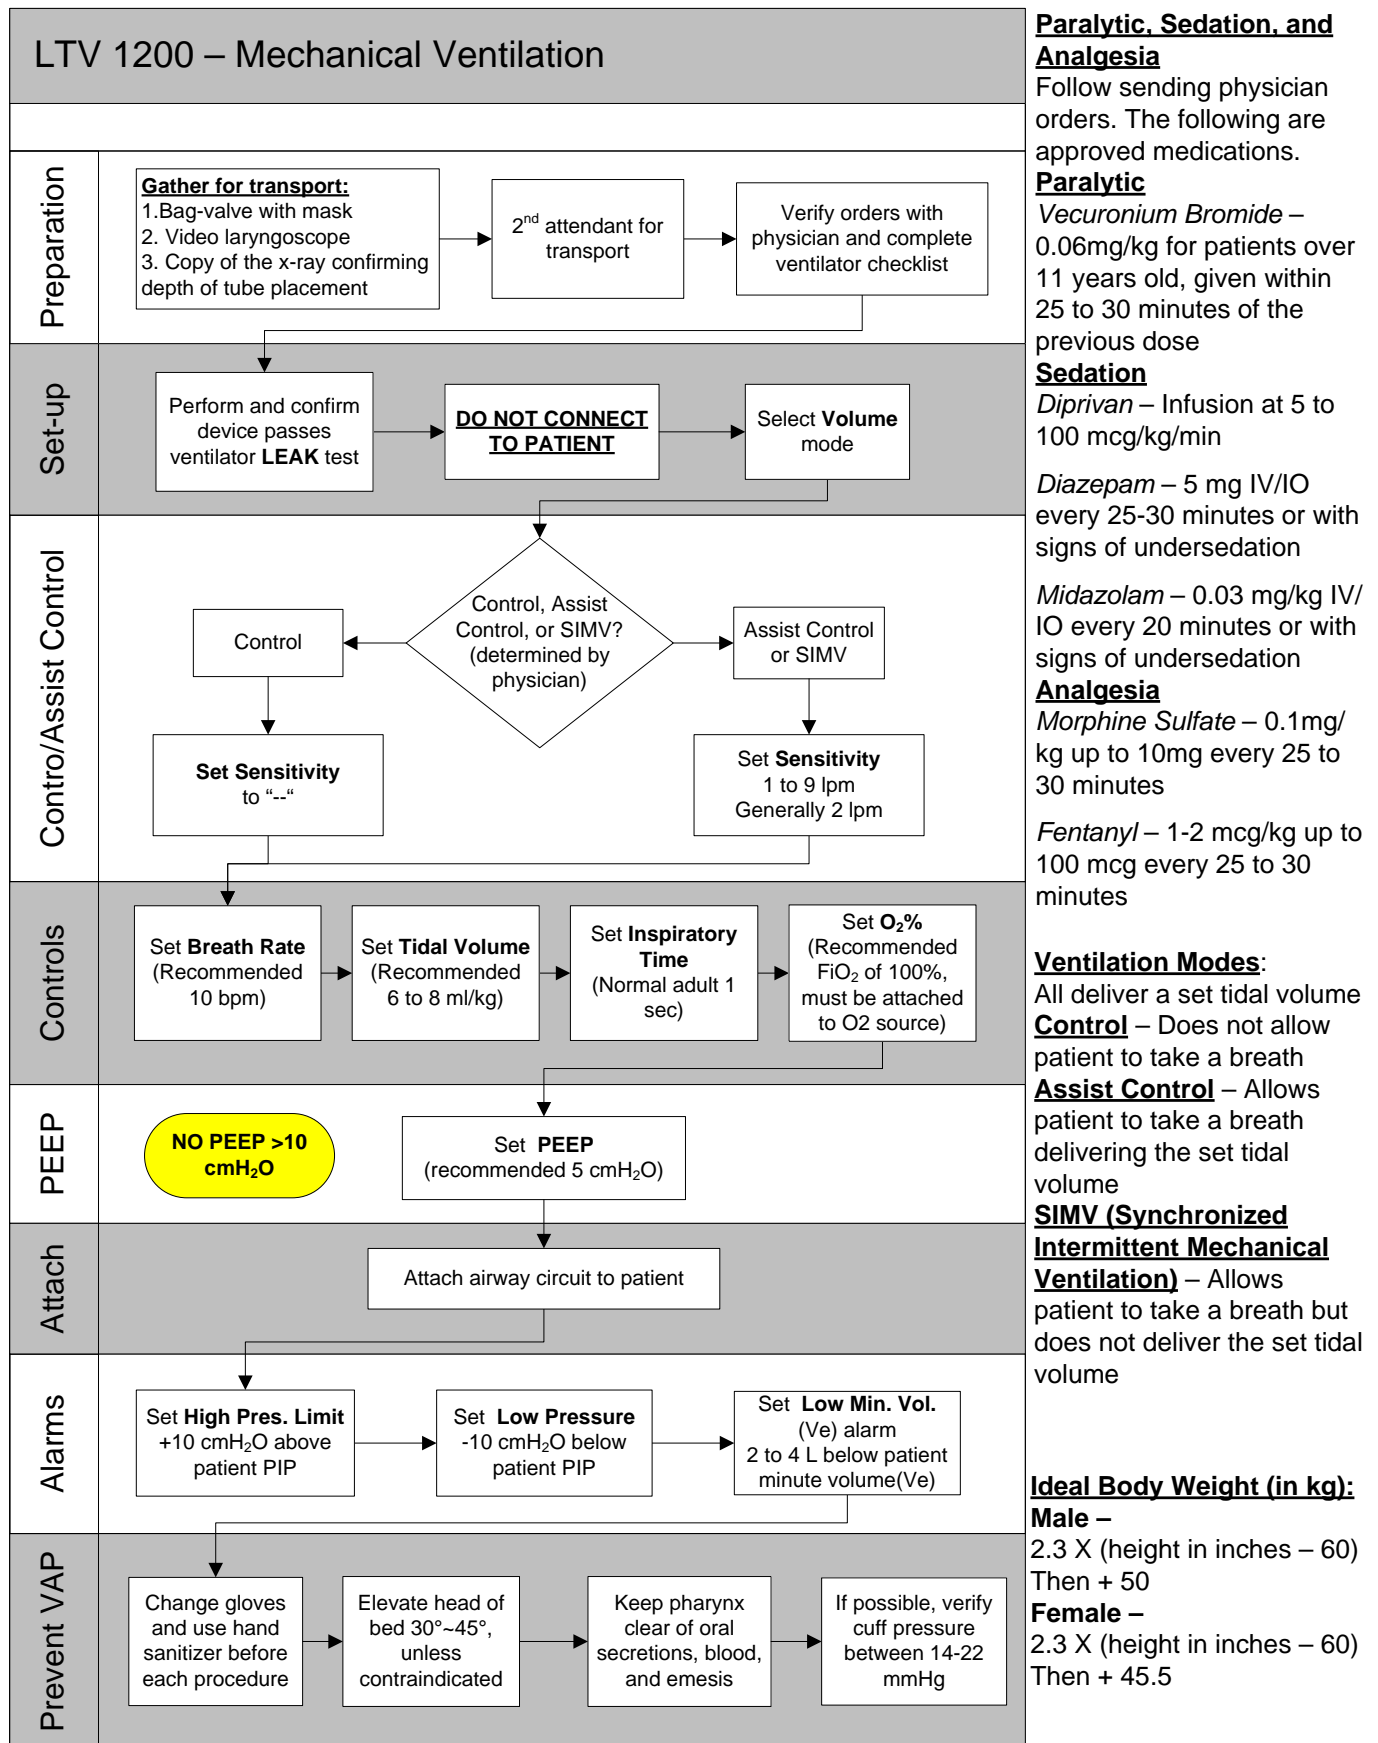 LTV 1200 – Mechanical Ventilation
Preparation
Gather for transport:
1.Bag-valve with mask
2. Video laryngoscope
3. Copy of the x-ray confirming
depth of tube placement
2nd attendant for
transport
Verify orders with
physician and complete
ventilator checklist
Set-up
Perform and confirm
device passes
ventilator LEAK test
DO NOT CONNECT
TO PATIENT
Select Volume
mode
Contro/Assist Control
Control, Assist
Control, or SIMV?
(determined by
physician)
Control
Assist Control
or SIMV
Set Sensitivity
to “--“
Set Sensitivity
1 to 9 lpm
Generally 2 lpm
Controls
Set Breath Rate
(Recommended
10 bpm)
Set Tidal Volume
(Recommended
6 to 8 ml/kg)
Set Inspiratory
Time
(Normal adult 1
sec)
Set O2%
(Recommended
FiO2 of 100%,
must be attached
to O2 source)
PEEP
NO PEEP >10
cmH2O
Set PEEP
(recommended 5 cmH2O)
Attach
Attach airway circuit to patient
Alarms
Set High Pres. Limit
+10 cmH2O above
patient PIP
Set Low Pressure
-10 cmH2O below
patient PIP
Set Low Min. Vol.
(Ve) alarm
2 to 4 L below patient
minute volume(Ve)
Prevent VAP
Change gloves
and use hand
sanitizer before
each procedure
Elevate head of
bed 30°~45°,
unless
contraindicated
Keep pharynx
clear of oral
secretions, blood,
and emesis
If possible, verify
cuff pressure
between 14-22
mmHg
Paralytic, Sedation, and
Analgesia
Follow sending physician
orders. The following are
approved medications.
Paralytic
Vecuronium Bromide –
0.06mg/kg for patients over
11 years old, given within
25 to 30 minutes of the
previous dose
Sedation
Diprivan – Infusion at 5 to
100 mcg/kg/min
Diazepam – 5 mg IV/IO
every 25-30 minutes or with
signs of undersedation
Midazolam – 0.03 mg/kg IV/
IO every 20 minutes or with
signs of undersedation
Analgesia
Morphine Sulfate – 0.1mg/
kg up to 10mg every 25 to
30 minutes
Fentanyl – 1-2 mcg/kg up to
100 mcg every 25 to 30
minutes
Ventilation Modes:
All deliver a set tidal volume
Control – Does not allow
patient to take a breath
Assist Control – Allows
patient to take a breath
delivering the set tidal
volume
SIMV (Synchronized
Intermittent Mechanical
Ventilation) – Allows
patient to take a breath but
does not deliver the set tidal
volume
Ideal Body Weight (in kg):
Male –
2.3 X (height in inches – 60)
Then + 50
Female –
2.3 X (height in inches – 60)
Then + 45.5